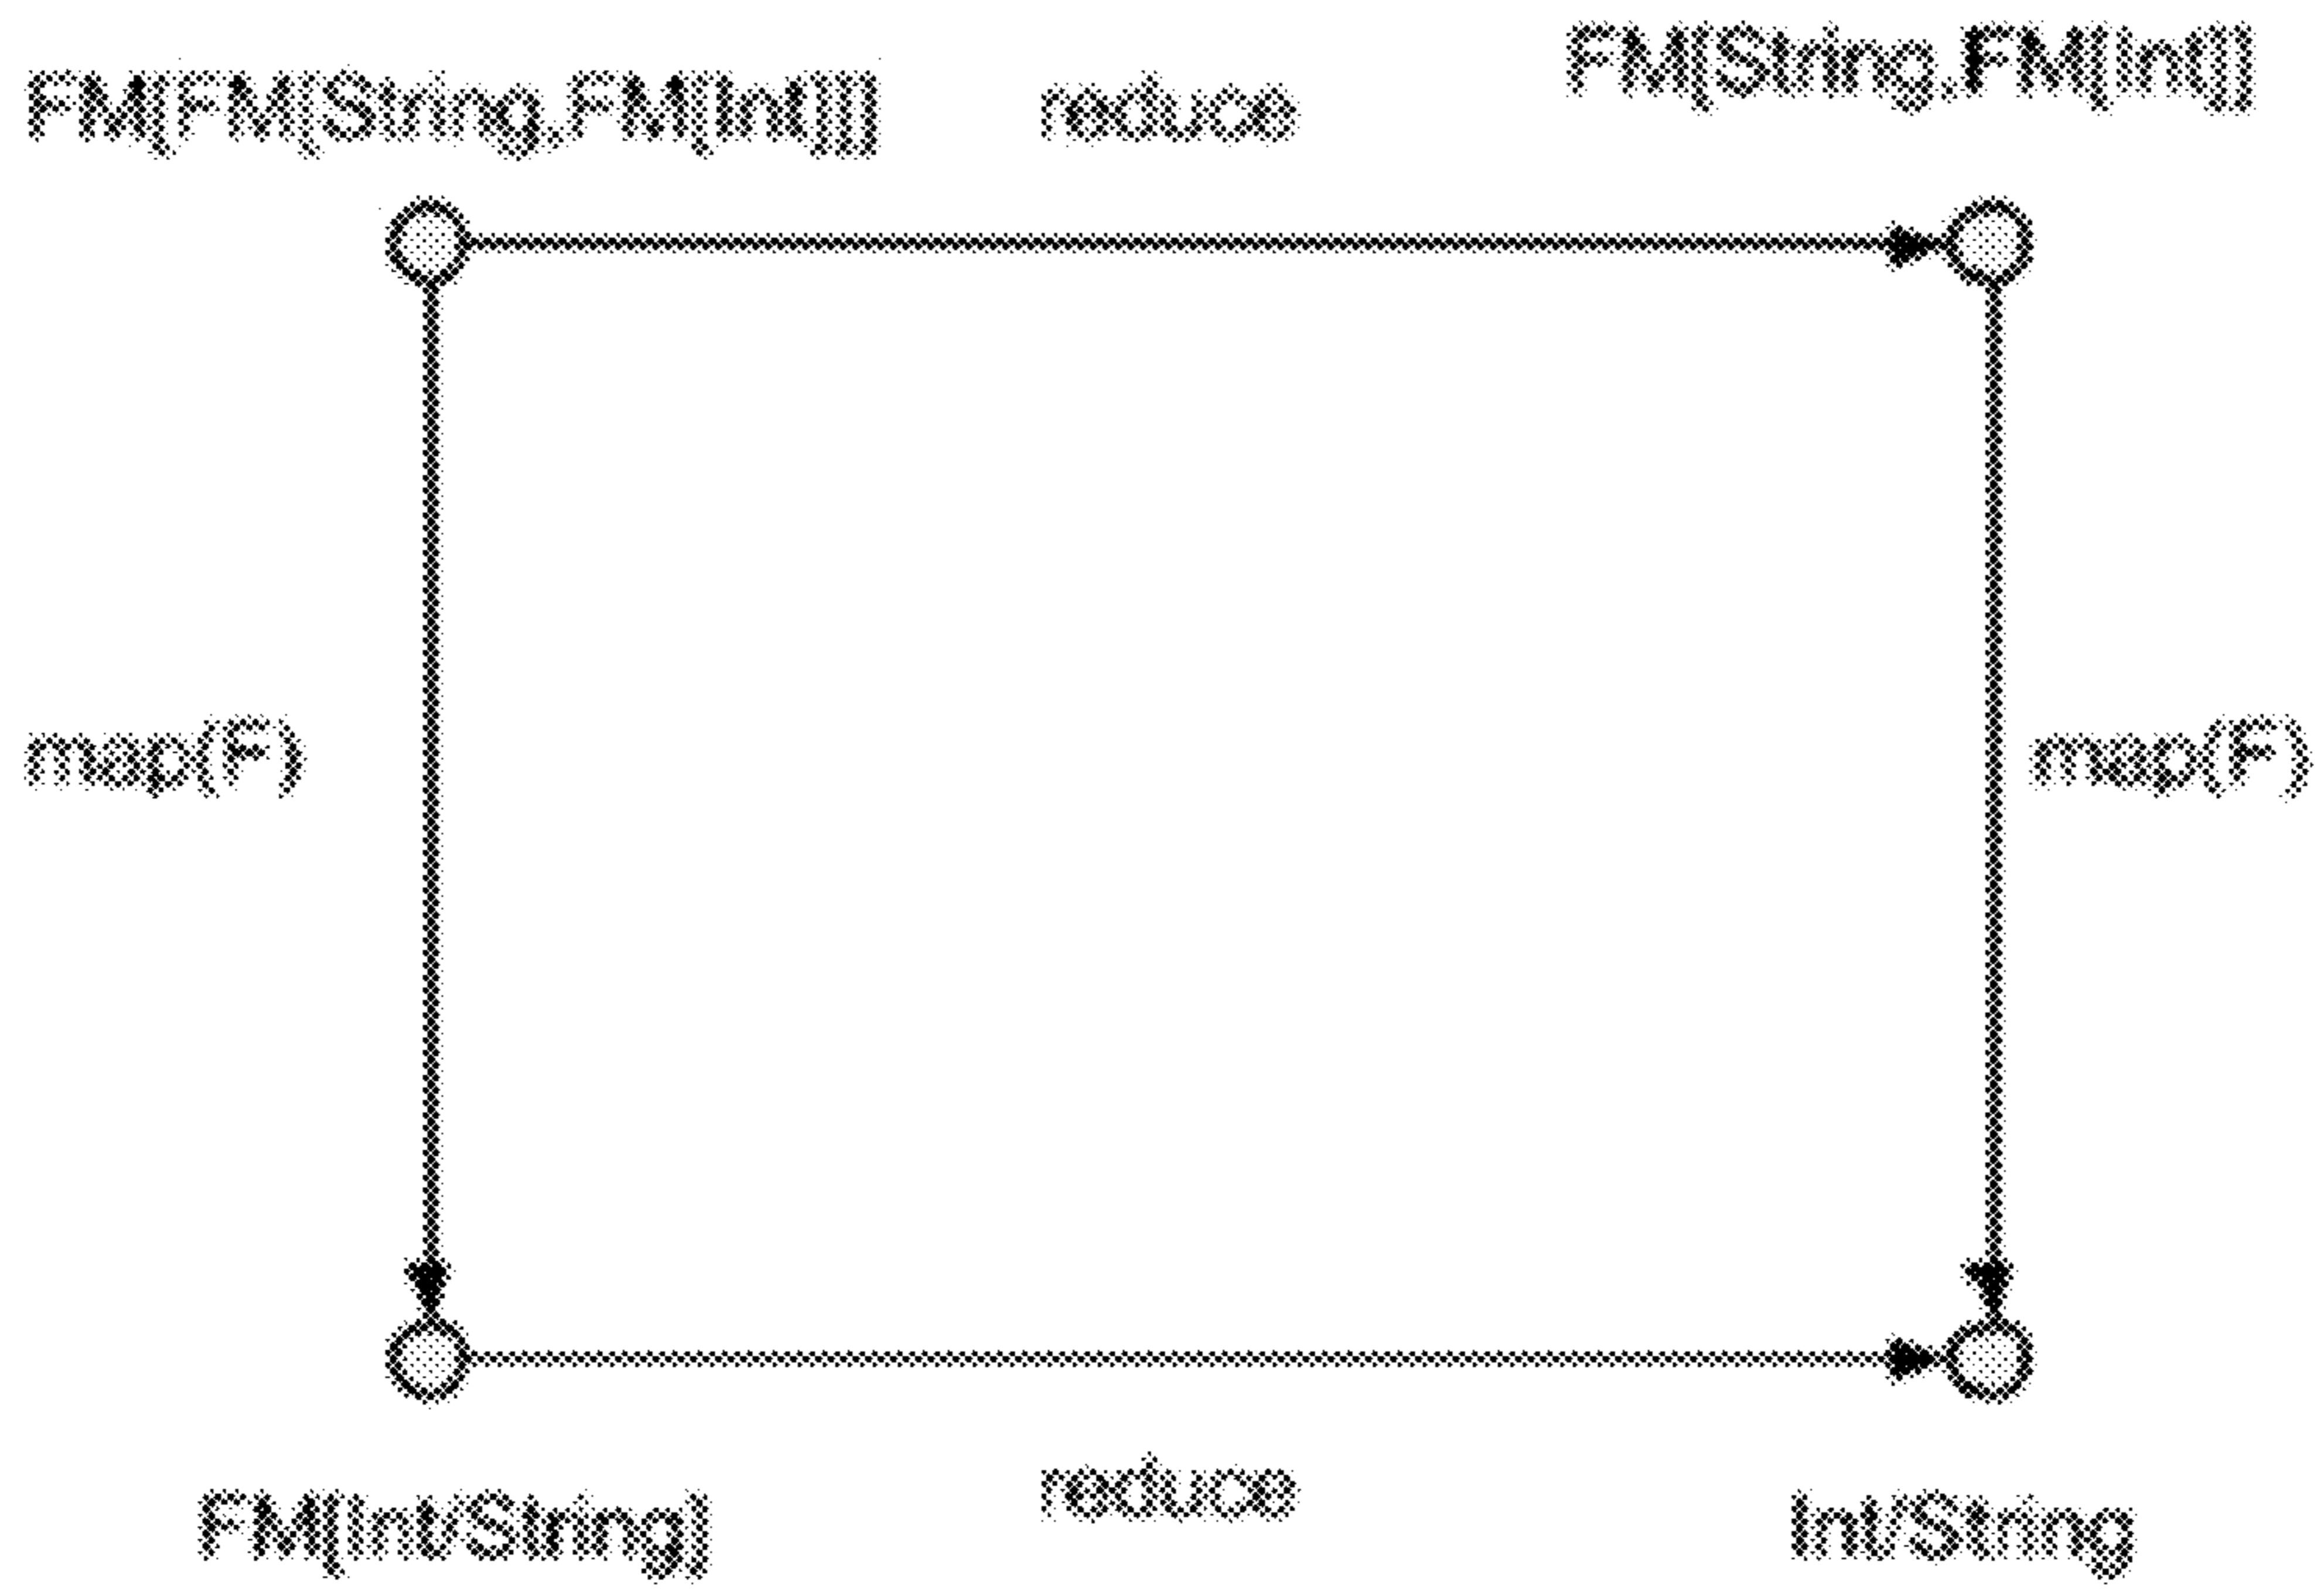 FM[FM[String,FM[Int]]]
reduce
FM[String,FM[Int]]
map(F)
map(F)
FM[Int/String]
reduce
Int/String